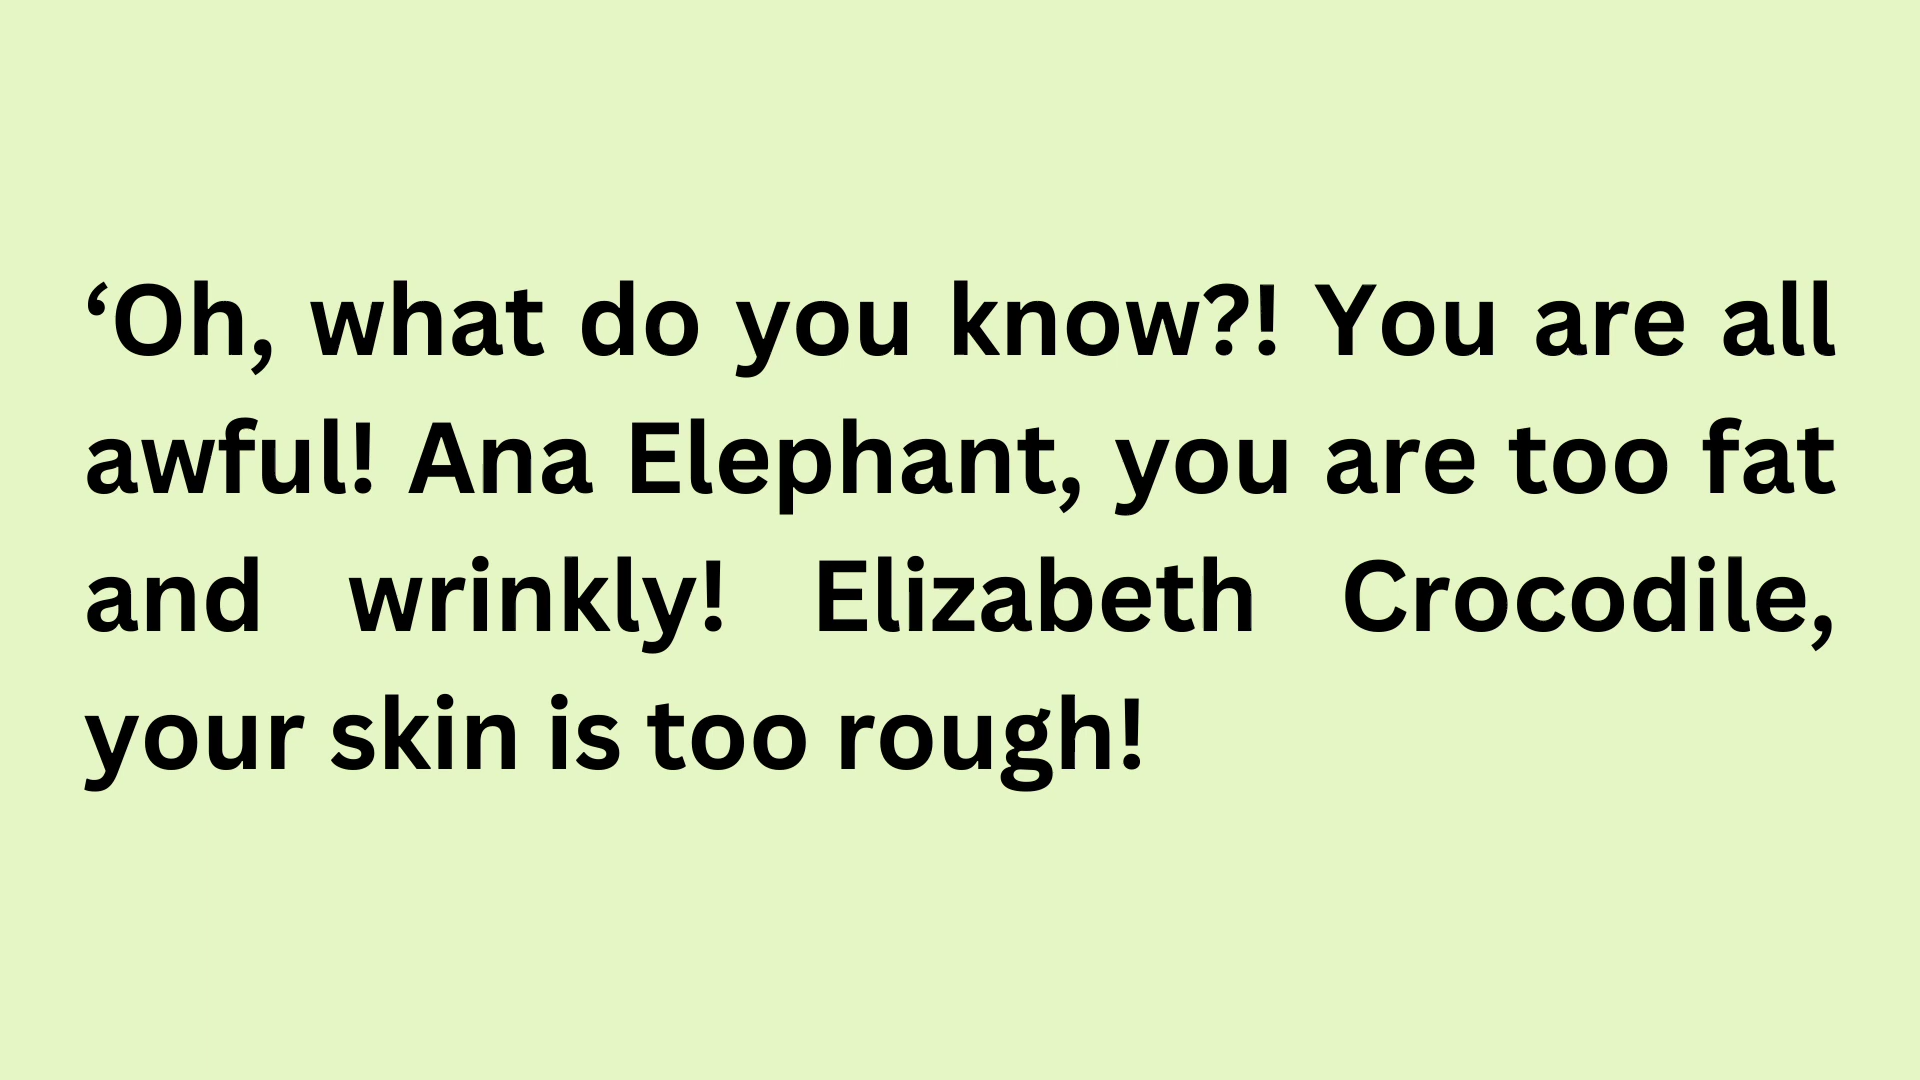 ‘Oh, what do you know?! You are all
awful! Ana Elephant, you are too fat
and wrinkly! Elizabeth Crocodile,
your skin is too rough!